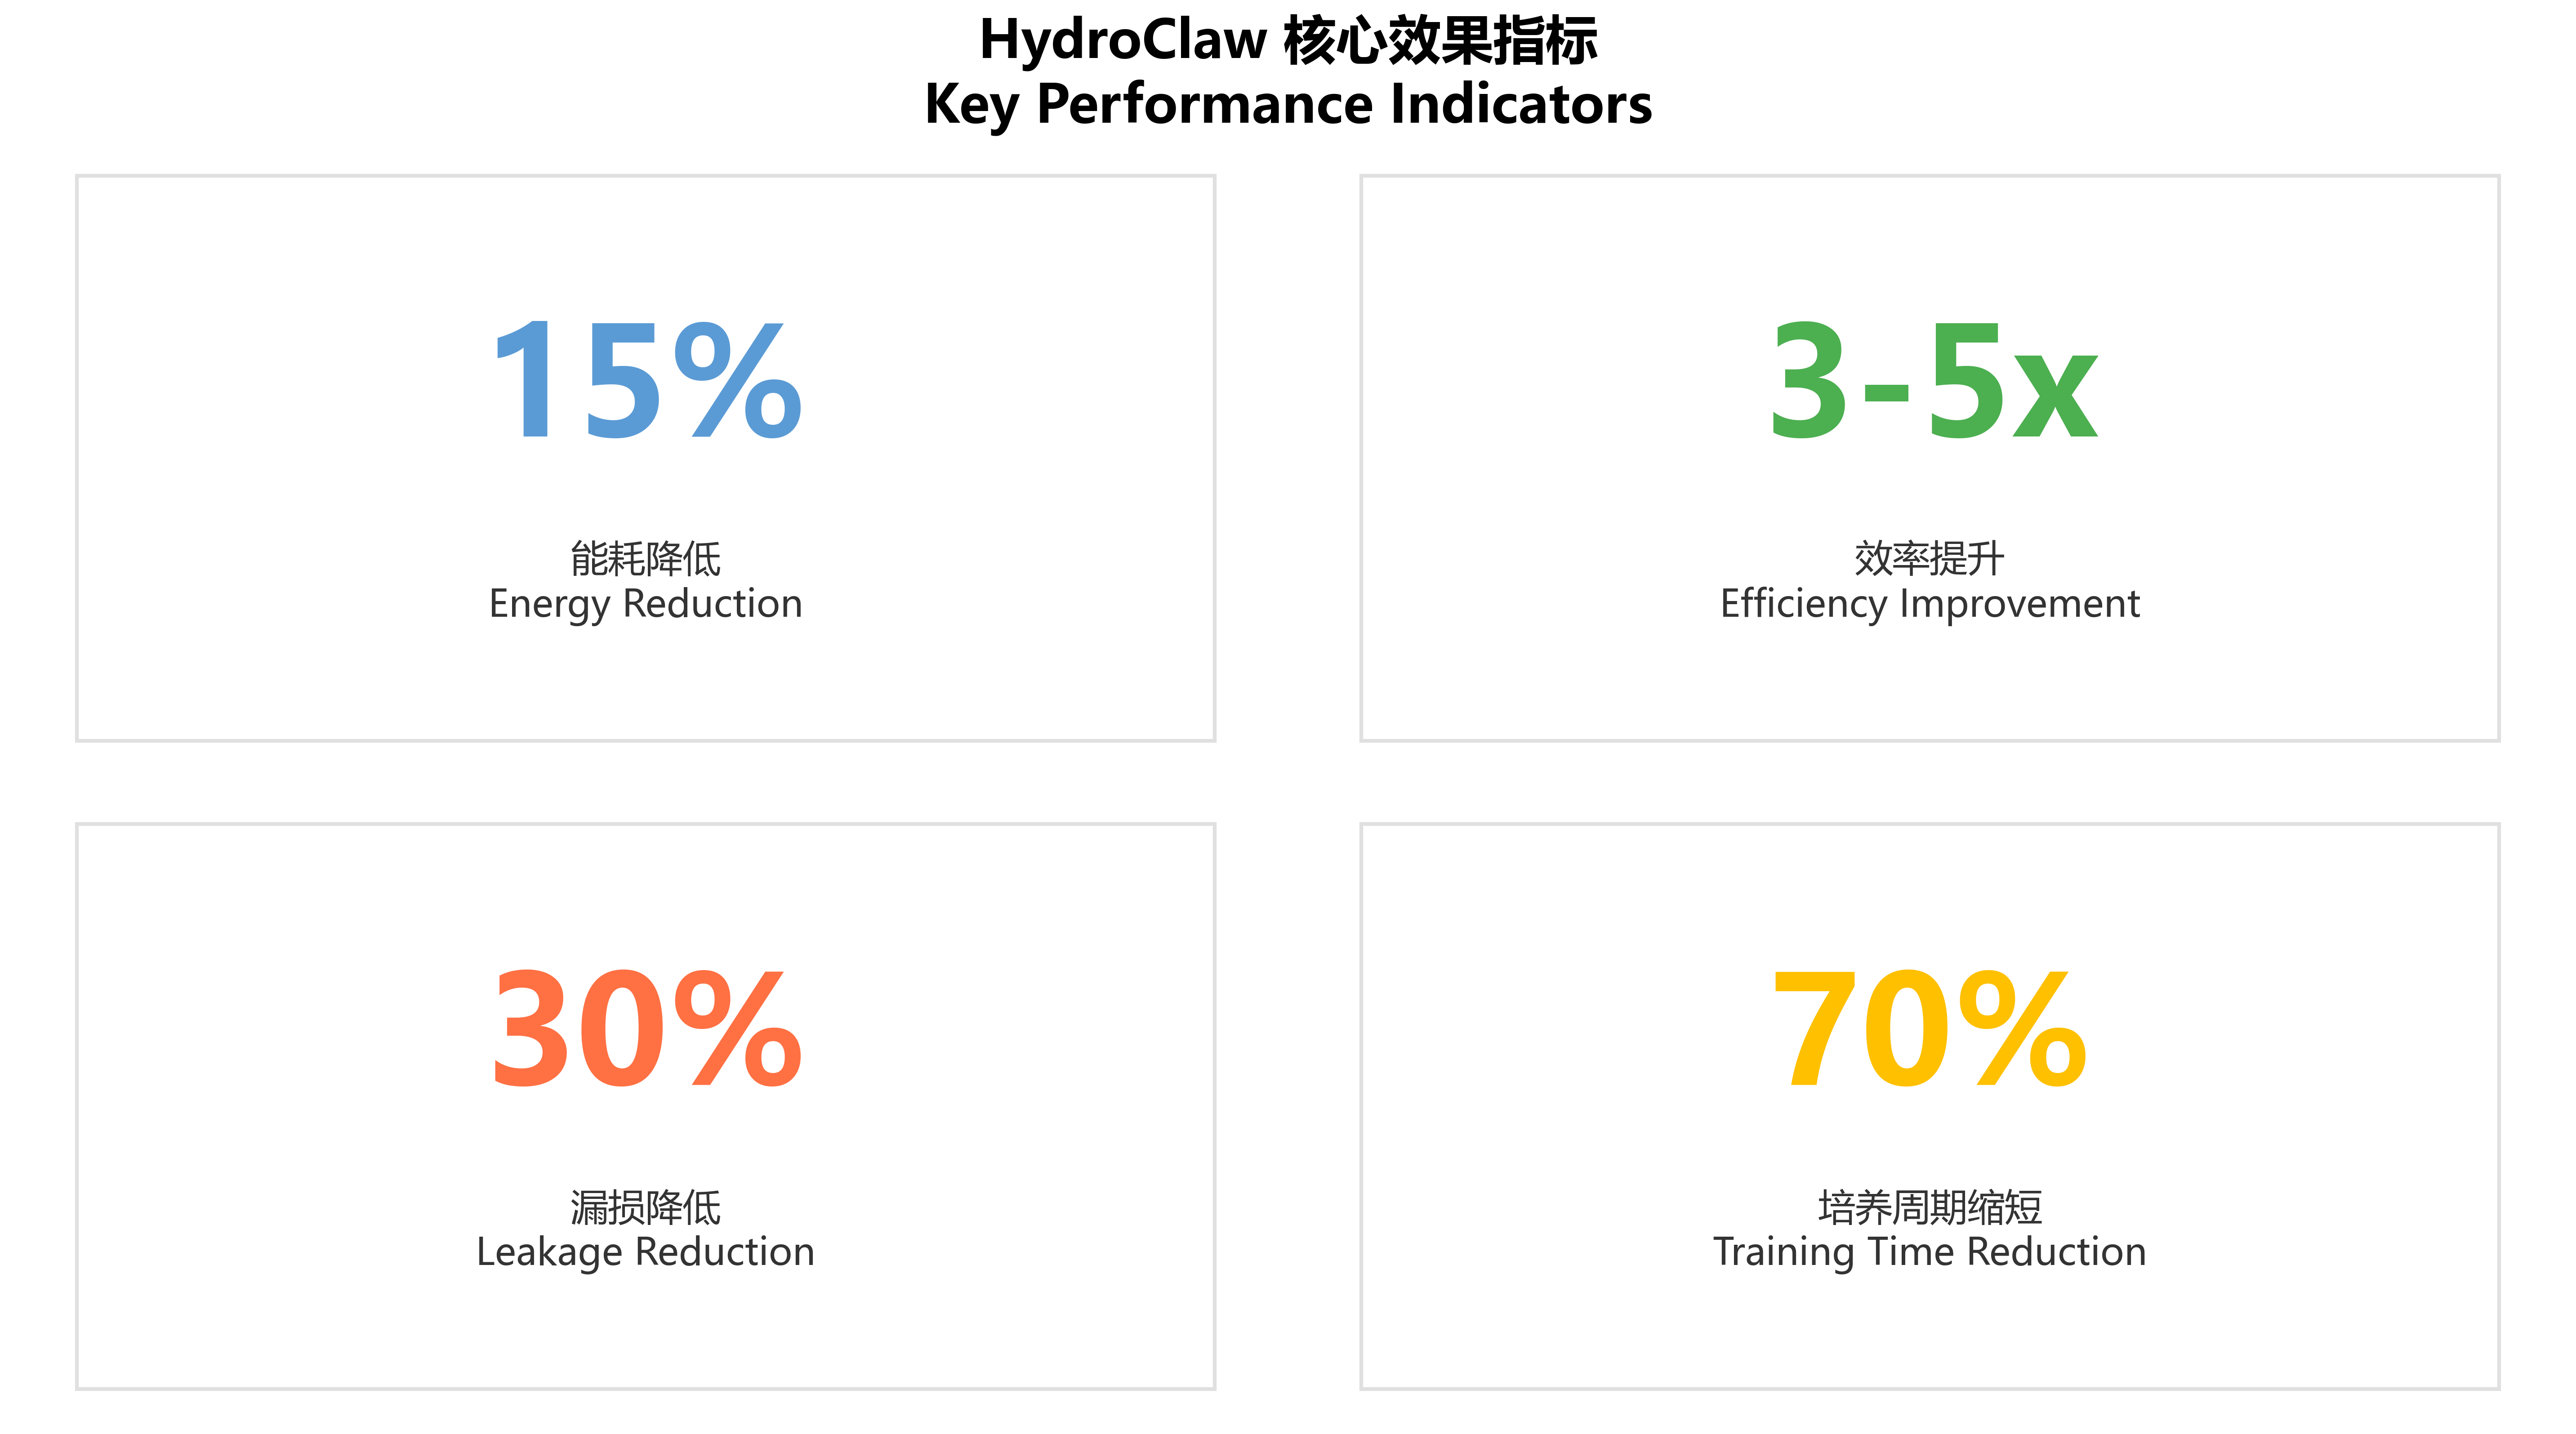 HydroClaw 核心效果指标
Key Performance Indicators
15%
能耗降低
Energy Reduction
3-5x
效率提升
Efficiency Improvement
30%
漏损降低
Leakage Reduction
70%
培养周期缩短
Training Time Reduction